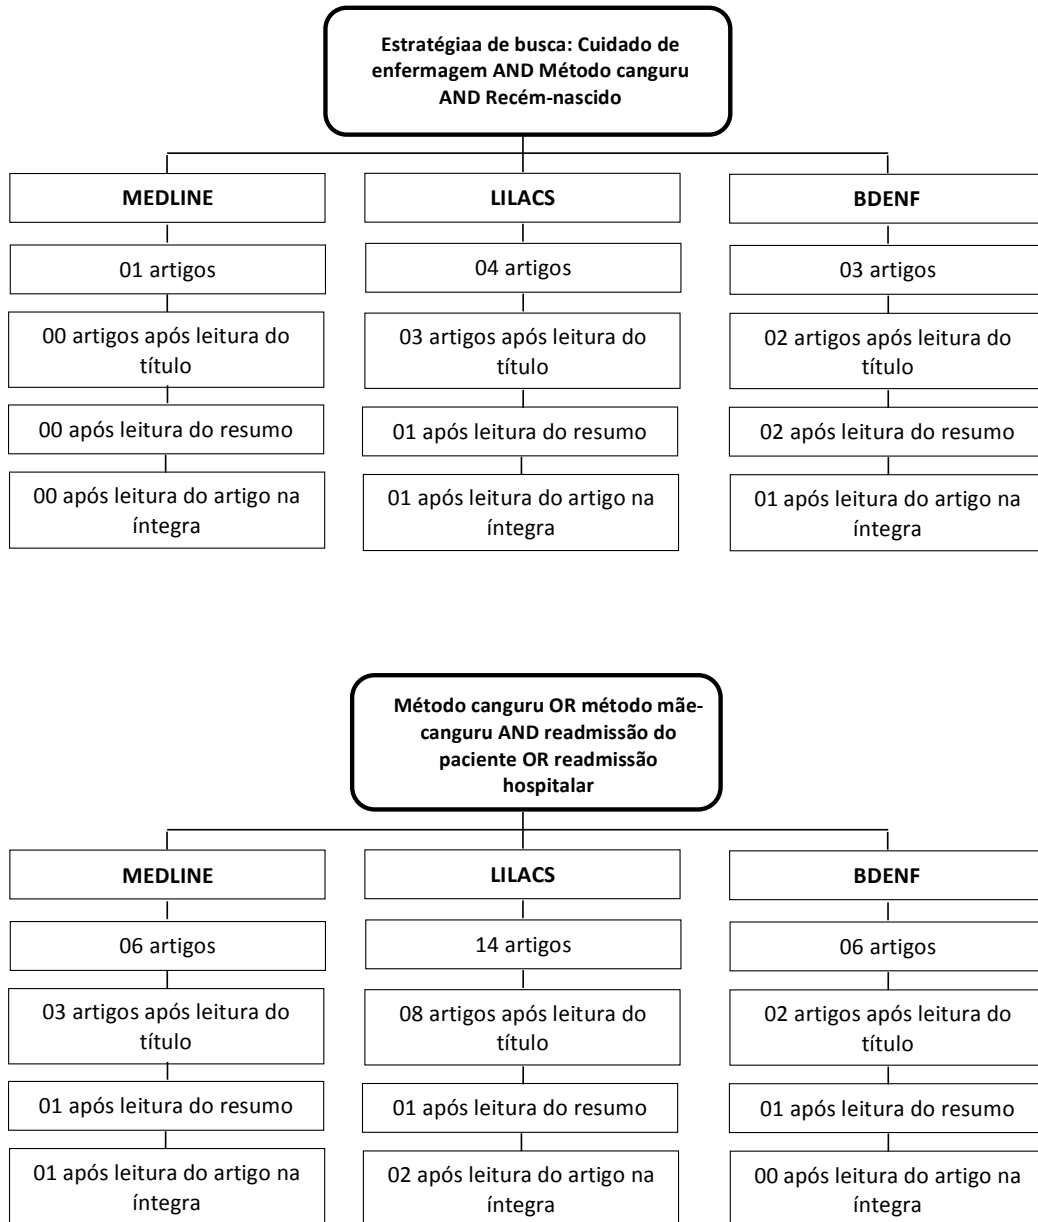 Estratégiaa de busca: Cuidado de
enfermagem AND Método canguru
AND Recém-nascido
MEDLINE
LILACS
BDENF
01 artigos
04 artigos
03 artigos
00 artigos após leitura do
título
03 artigos após leitura do
título
02 artigos após leitura do
título
00 após leitura do resumo
01 após leitura do resumo
02 após leitura do resumo
00 após leitura do artigo na
íntegra
01 após leitura do artigo na
íntegra
01 após leitura do artigo na
íntegra
Método canguru OR método mãe-
canguru AND readmissão do
paciente OR readmissão
hospitalar
MEDLINE
LILACS
BDENF
06 artigos
14 artigos
06 artigos
03 artigos após leitura do
título
08 artigos após leitura do
título
02 artigos após leitura do
título
01 após leitura do resumo
01 após leitura do resumo
01 após leitura do resumo
01 após leitura do artigo na
íntegra
02 após leitura do artigo na
íntegra
00 após leitura do artigo na
íntegra